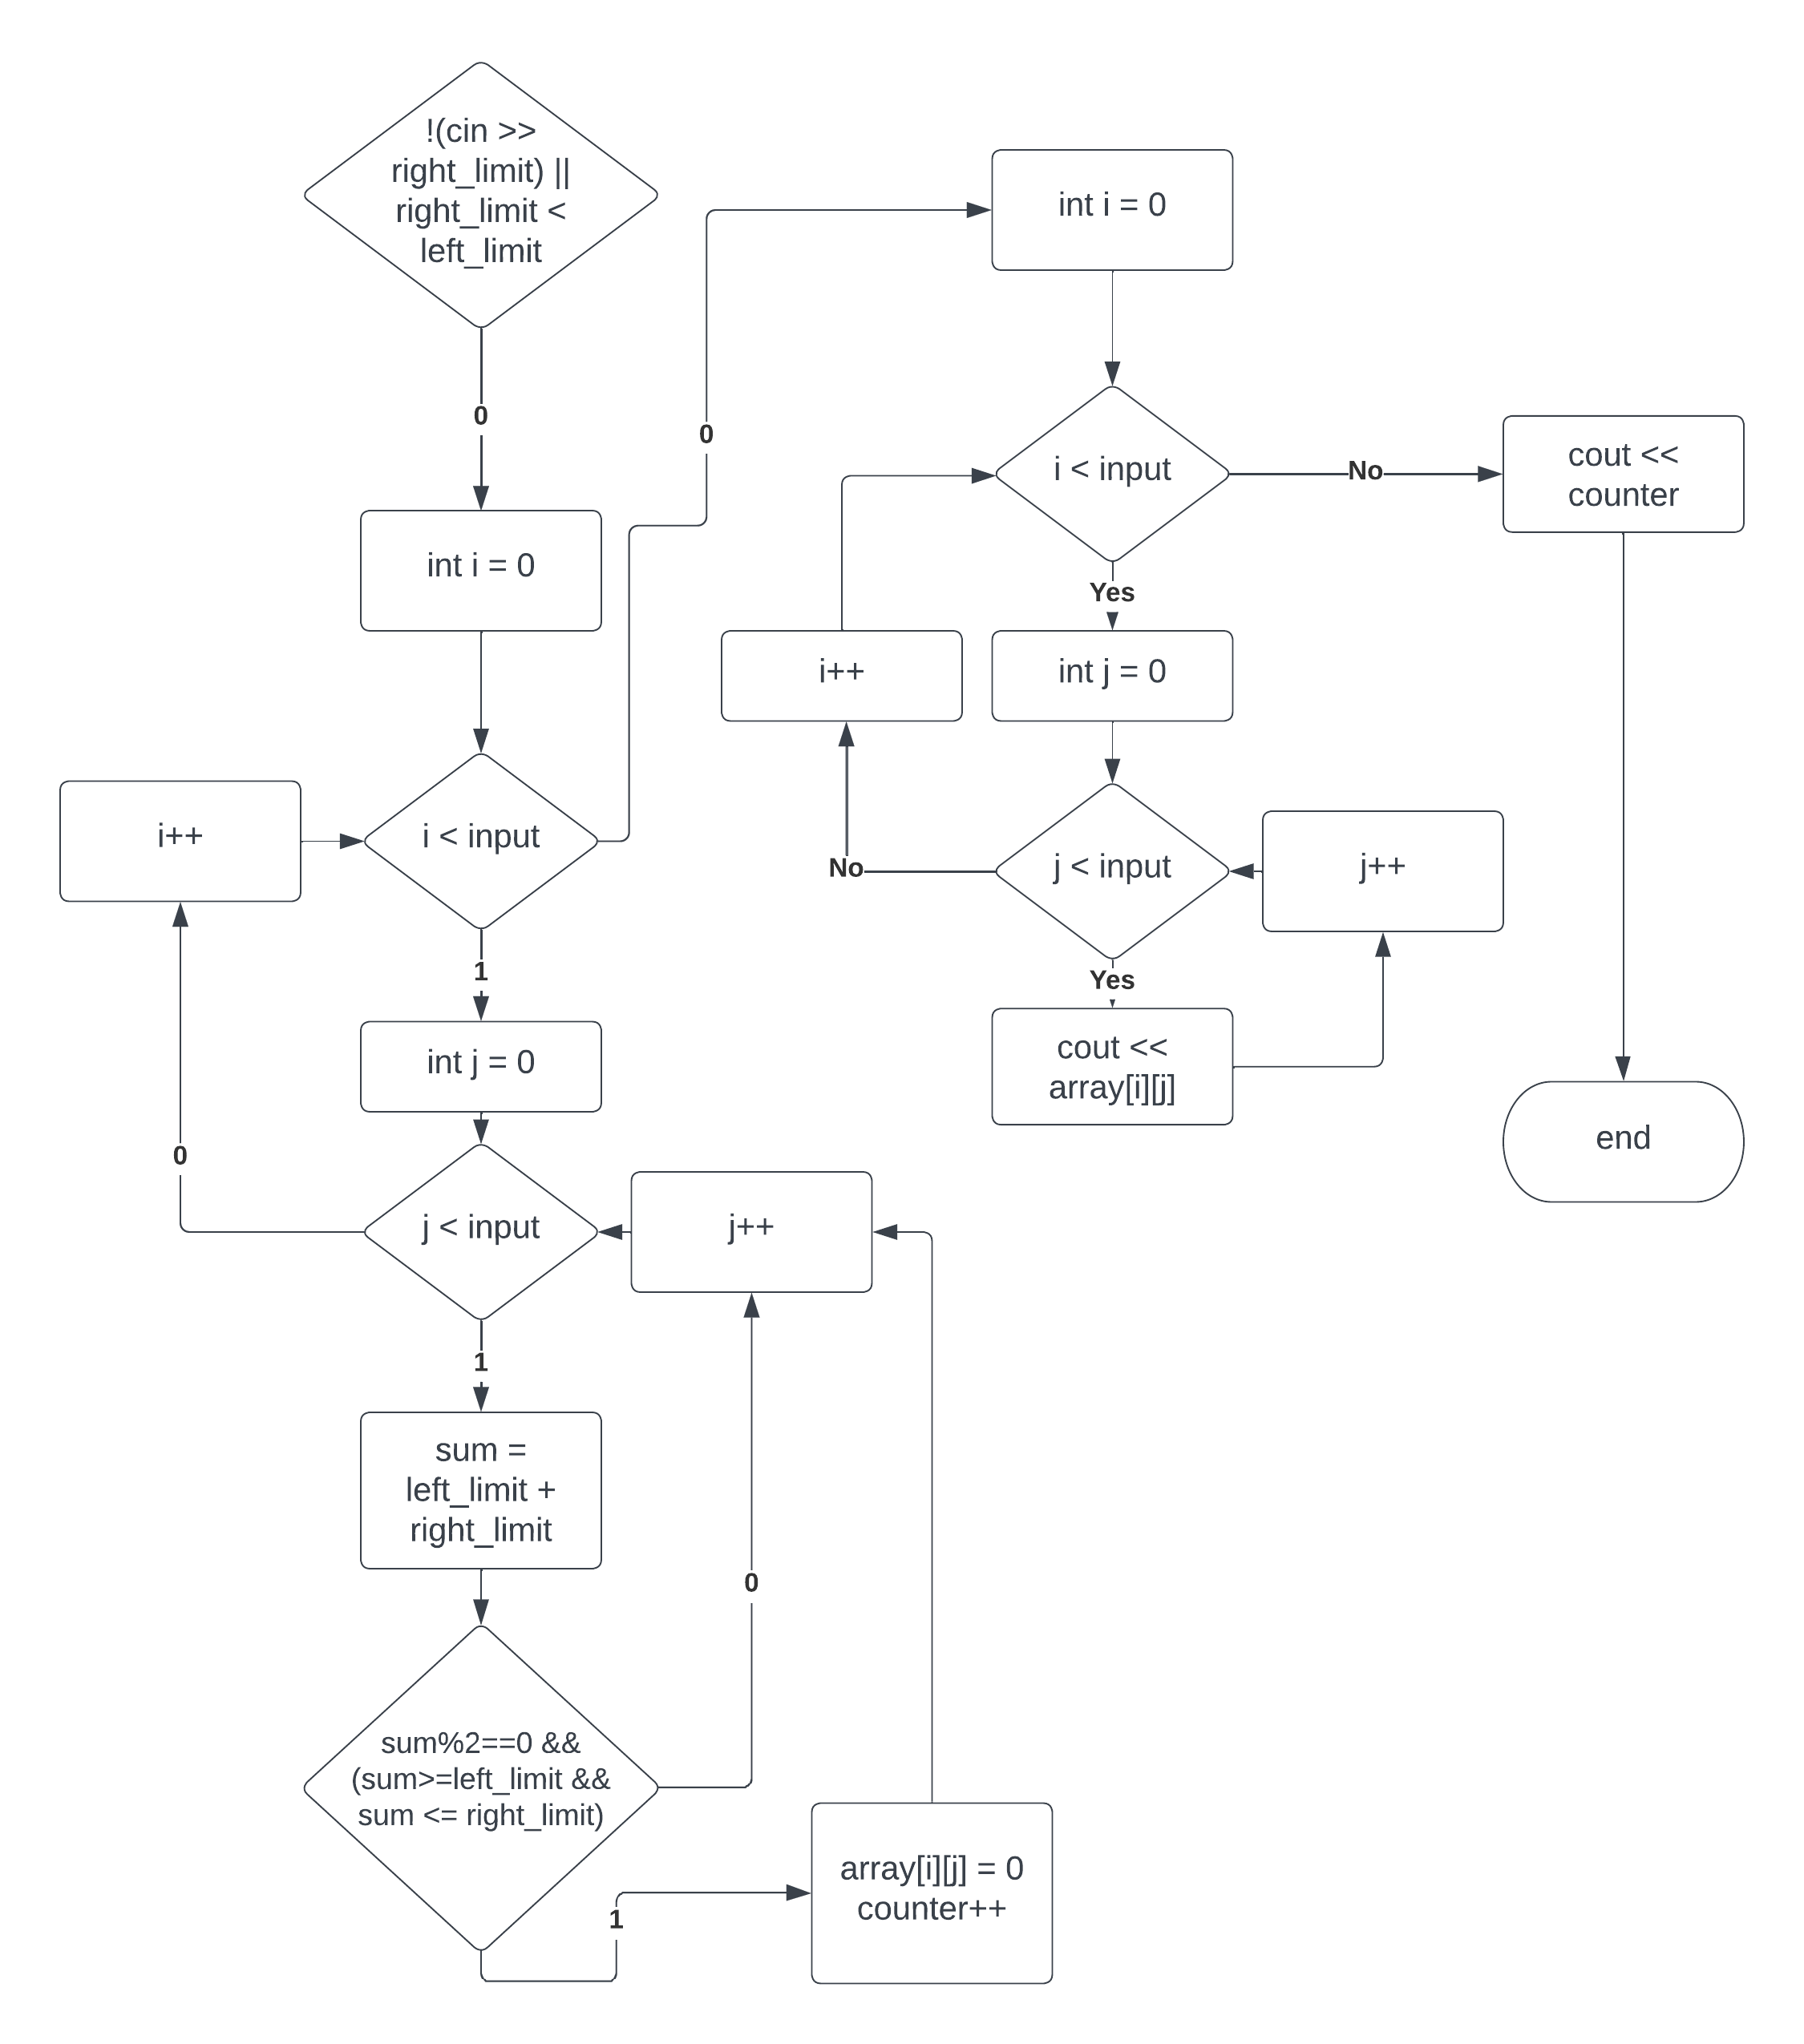 !(cin >>
right_limit) ||
right_limit <
left_limit
0
int i = 0
i < input
0
i++
1
int j = 0
j < input
0
j++
1
sum =
left_limit +
right_limit
sum%2==0 &&
(sum>=left_limit &&
sum <= right_limit)
0
1
array[i][j] = 0
counter++
int i = 0
i < input
No
cout <<
counter
end
Yes
i++
int j = 0
j < input
No
j++
Yes
cout <<
array[i][j]